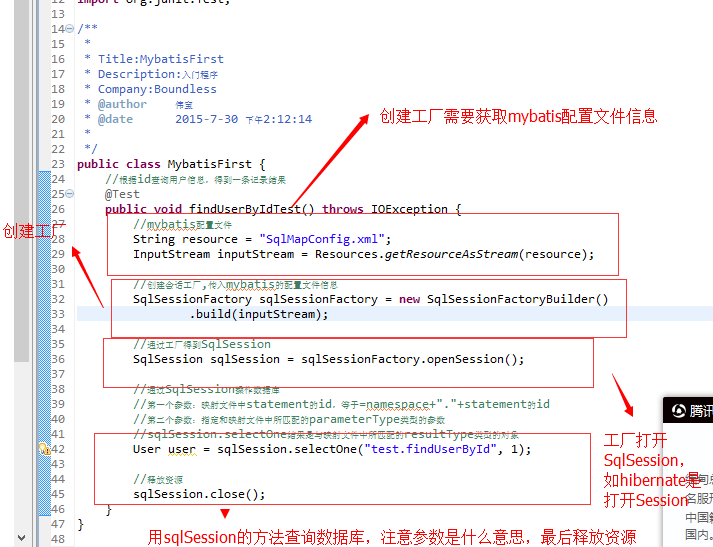 12 import org.junit.Test;
13
14 /**
15 *
16 * Title:MybatisFirst
17 * Description:入门程序
18 * Company:Boundless
19 * @author 伟宝
20 * @date 2015-7-30 下午2:12:14
21 *
22 */
23 public class MybatisFirst {
24 //根据id查询用户信息，得到一条记录结果
25 @Test
26 public void findUserByIdTest() throws IOException {
27 //mybatis配置文件
28 String resource = "SqlMapConfig.xml";
29 InputStream inputStream = Resources.getResourceAsStream(resource);
30
31 //创建会话工厂,传入mybatis的配置文件信息
32 SqlSessionFactory sqlSessionFactory = new SqlSessionFactoryBuilder()
33 .build(inputStream);
34
35 //通过工厂得到SqlSession
36 SqlSession sqlSession = sqlSessionFactory.openSession();
37
38 //通过SqlSession操作数据库
39 //第一个参数：映射文件中statement的id，等于=namespace+"."+statement的id
40 //第二个参数：指定和映射文件中所匹配的parameterType类型的参数
41 //sqlSession.selectOne结果是与映射文件中所匹配的resultType类型的对象
42 User user = sqlSession.selectOne("test.findUserById", 1);
43
44 //释放资源
45 sqlSession.close();
46 }
47 }
48
创建工厂需要获取mybatis配置文件信息
创建工厂
工厂打开
SqlSession，
如hibernate是
打开Session
用sqlSession的方法查询数据库，注意参数是什么意思，最后释放资源
腾讯
名服
中国新
国内。